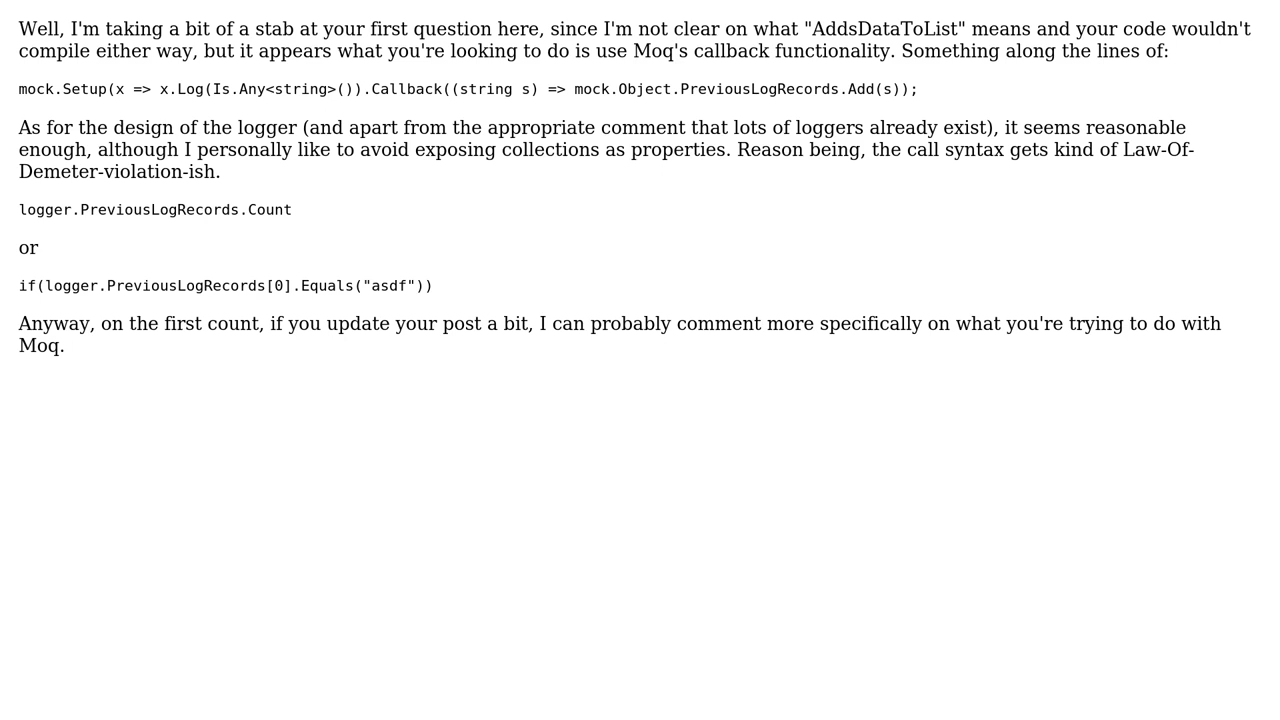 Well, I'm taking a bit of a stab at your first question here, since I'm not clear on what "AddsDataToList" means and your code wouldn't
compile either way, but it appears what you're looking to do is use Moq's callback functionality. Something along the lines of:
mock.Setup(x => x.Log(Is.Any<string>()).Callback((string s) => mock.Object.PreviousLogRecords.Add(s));
As for the design of the logger (and apart from the appropriate comment that lots of loggers already exist), it seems reasonable
enough, although I personally like to avoid exposing collections as properties. Reason being, the call syntax gets kind of Law-Of-
Demeter-violation-ish.
logger.PreviousLogRecords.Count
or
if(logger.PreviousLogRecords[0].Equals("asdf"))
Anyway, on the first count, if you update your post a bit, I can probably comment more specifically on what you're trying to do with
Moq.